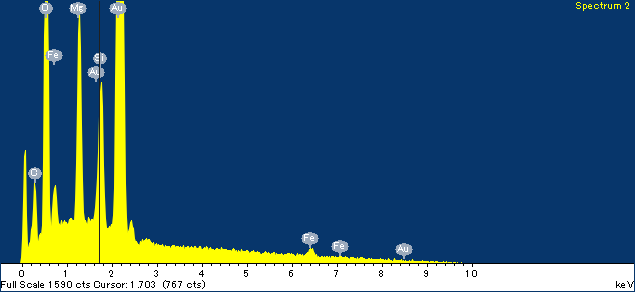 Spectrum 2
O Mg Au
Fe Si
Au
C
Fe Fe Au
0 1 2 3 4 5 6 7 8 9 10
Full Scale 1590 cts Cursor: 1.703 (767 cts) keV